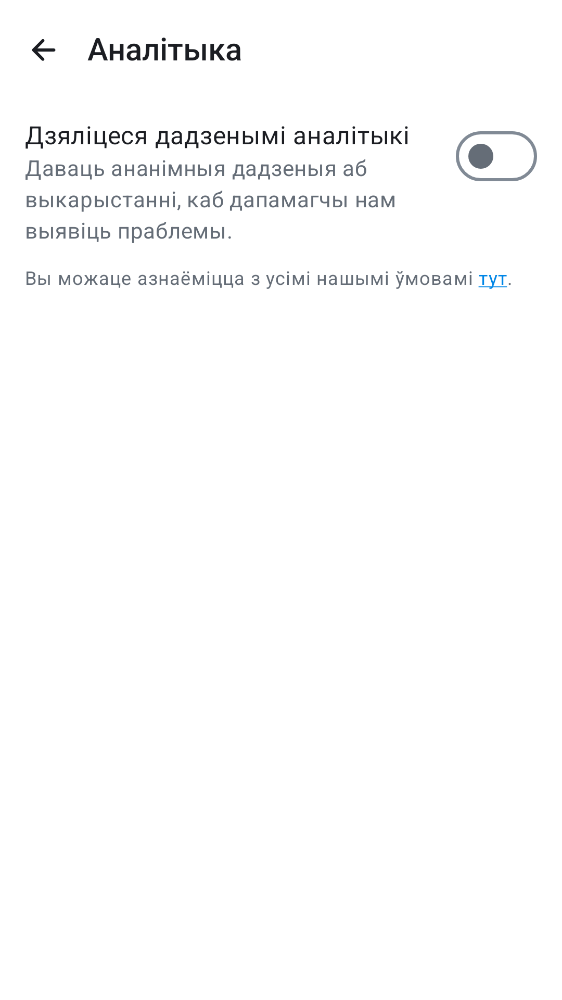 Аналітыка
Дзяліцеся дадзенымі аналітыкі
Даваць ананімныя дадзеныя аб
выкарыстанні, каб дапамагчы нам
выявіць праблемы.
Вы можаце азнаёміцца з усімі нашымі ўмовамі тут.